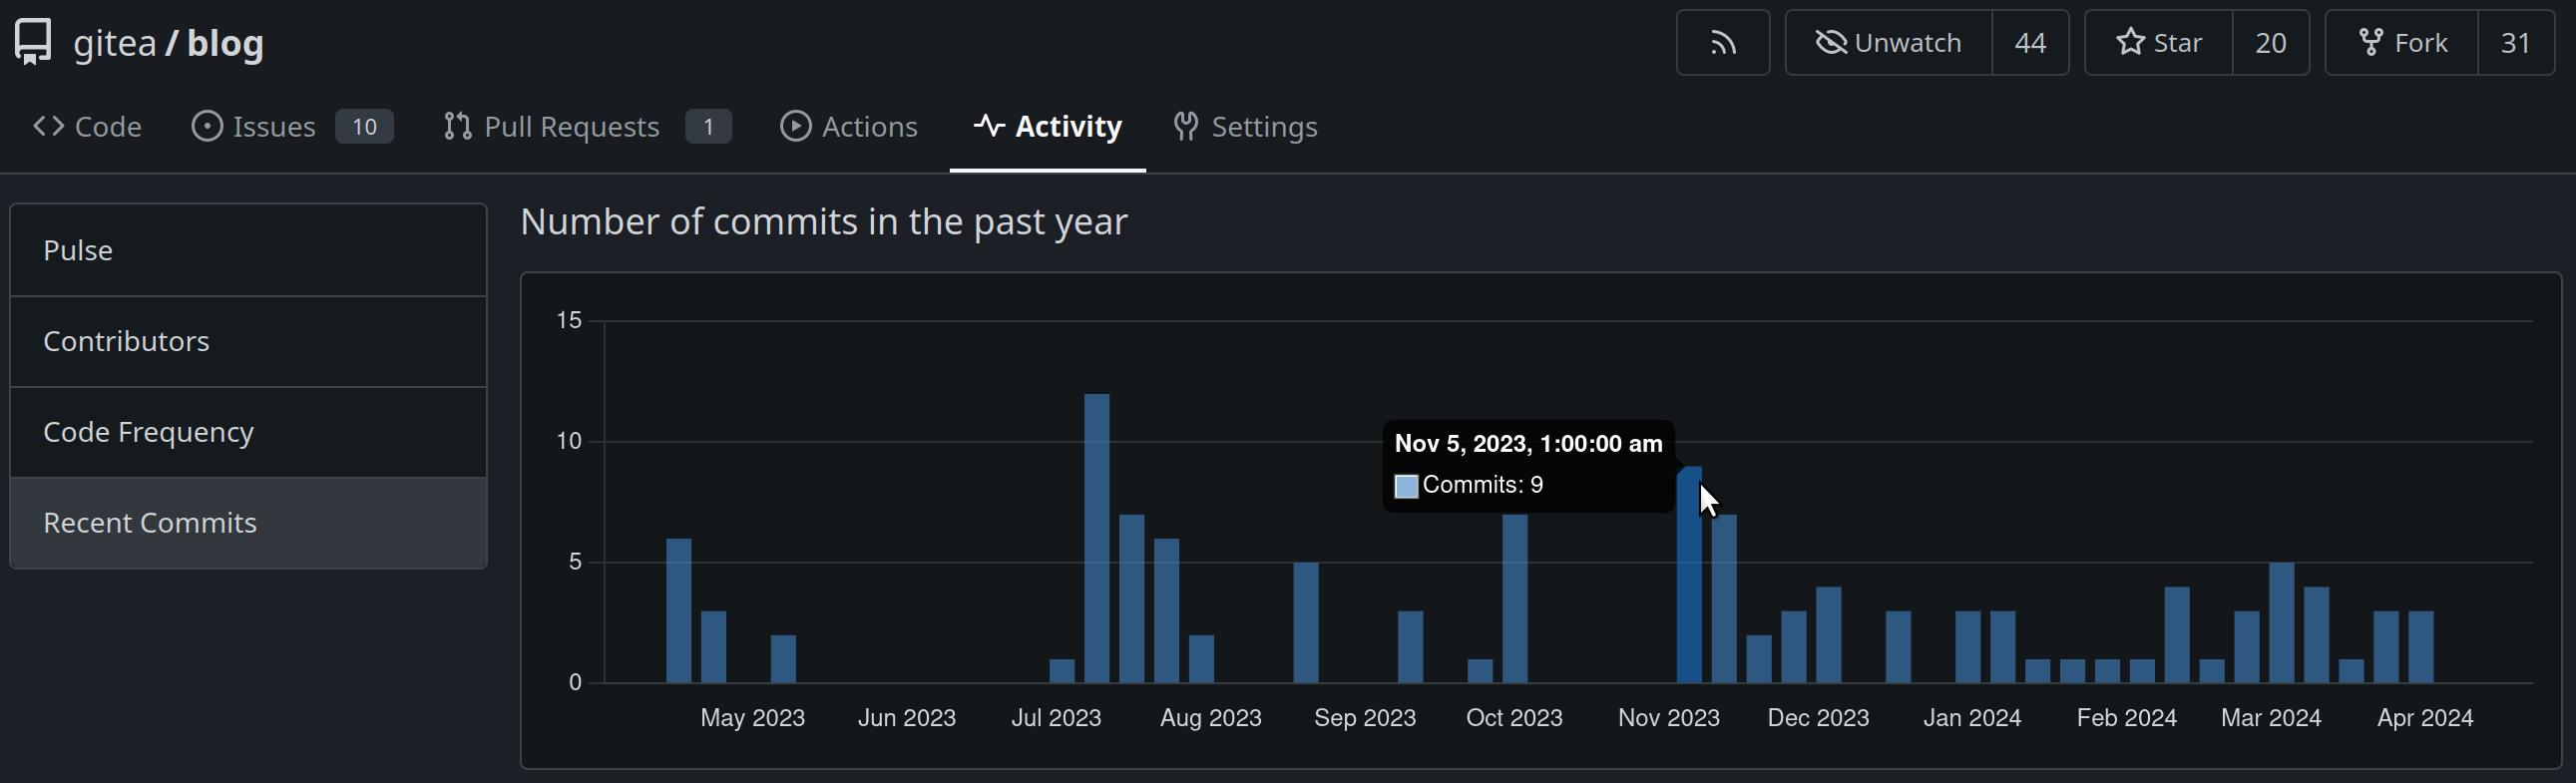 gitea / blog
Unwatch 44
Star 20
Fork 31
Code
Issues 10
Pull Requests 1
Actions
Activity
Settings
Pulse
Contributors
Code Frequency
Recent Commits
Number of commits in the past year
15
10
5
0
Nov 5, 2023, 1:00:00 am
Commits: 9
May 2023 Jun 2023 Jul 2023 Aug 2023 Sep 2023 Oct 2023 Nov 2023 Dec 2023 Jan 2024 Feb 2024 Mar 2024 Apr 2024